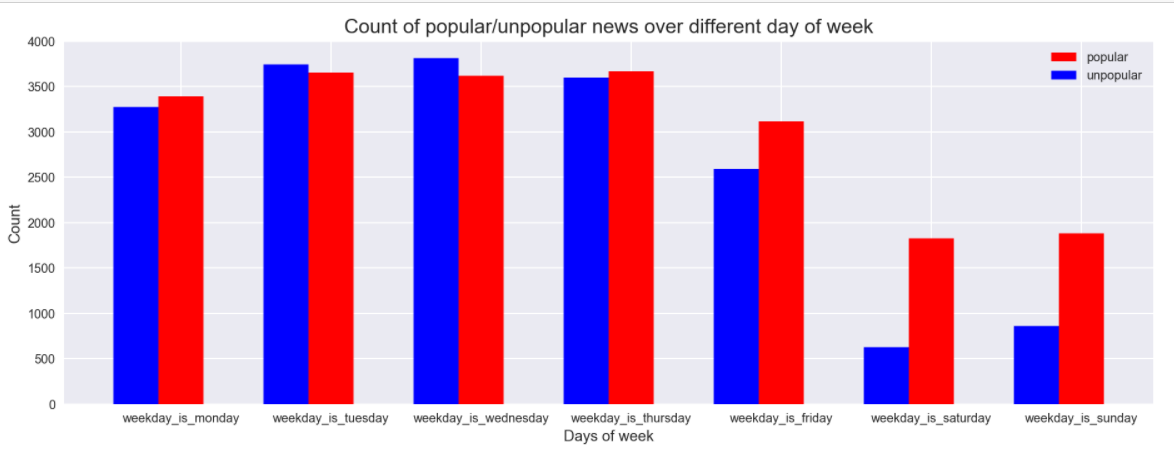 Count of popular/unpopular news over different day of week
4000
3500
3000
2500
2000
1500
1000
500
0
Count
popular
unpopular
weekday_is_monday weekday_is_tuesday weekday_is_wednesday weekday_is_thursday weekday_is_friday weekday_is_saturday weekday_is_sunday
Days of week